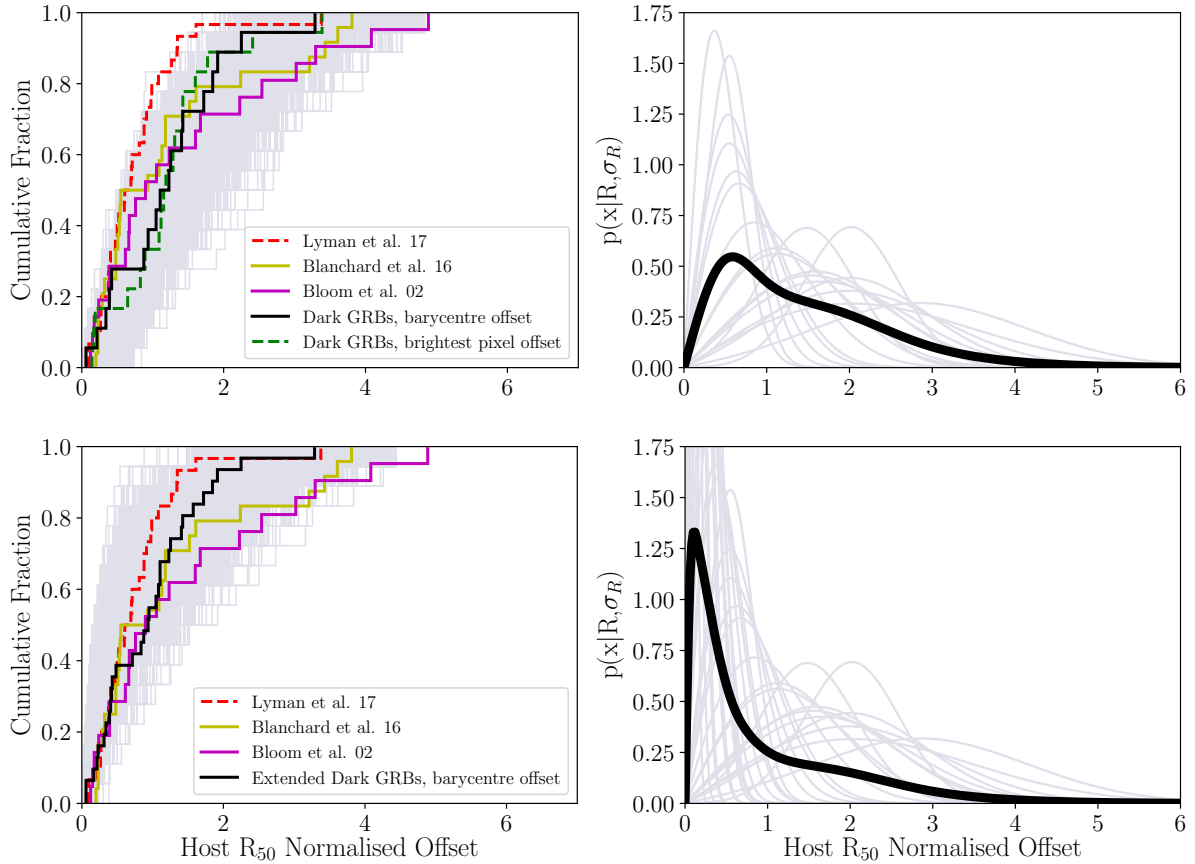 1.0
0.8
0.6
0.4
0.2
0.0
Cumulative Fraction
Lyman et al. 17
Blanchard et al. 16
Bloom et al. 02
Dark GRBs, barycentre offset
Dark GRBs, brightest pixel offset
0 2 4 6
1.75
1.50
1.25
1.00
0.75
0.50
0.25
0.00
p(x|R,σ_R)
0 1 2 3 4 5 6
1.0
0.8
0.6
0.4
0.2
0.0
Cumulative Fraction
Lyman et al. 17
Blanchard et al. 16
Bloom et al. 02
Extended Dark GRBs, barycentre offset
0 2 4 6
Host R₅₀ Normalised Offset
1.75
1.50
1.25
1.00
0.75
0.50
0.25
0.00
p(x|R,σ_R)
0 1 2 3 4 5 6
Host R₅₀ Normalised Offset